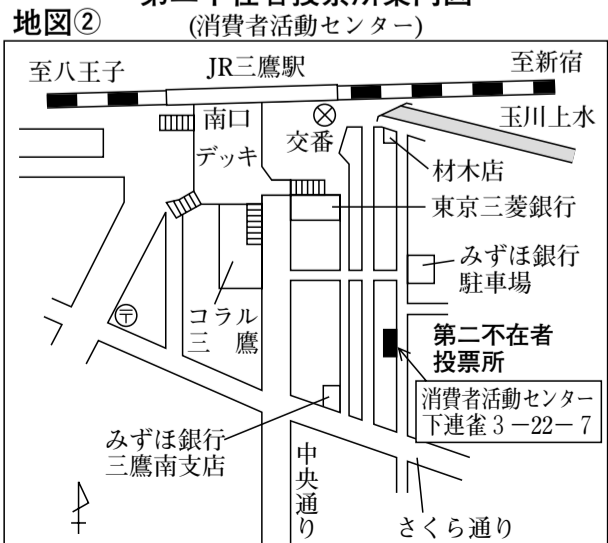 第二不在者投票所案内図
地図②
(消費者活動センター)
至八王子
JR三鷹駅
至新宿
玉川上水
南口
デッキ
交番
材木店
東京三菱銀行
みずほ銀行
駐車場
コラル
三鷹
第二不在者
投票所
消費者活動センター
下連雀3－22－7
みずほ銀行
三鷹南支店
中央通り
さくら通り
〒